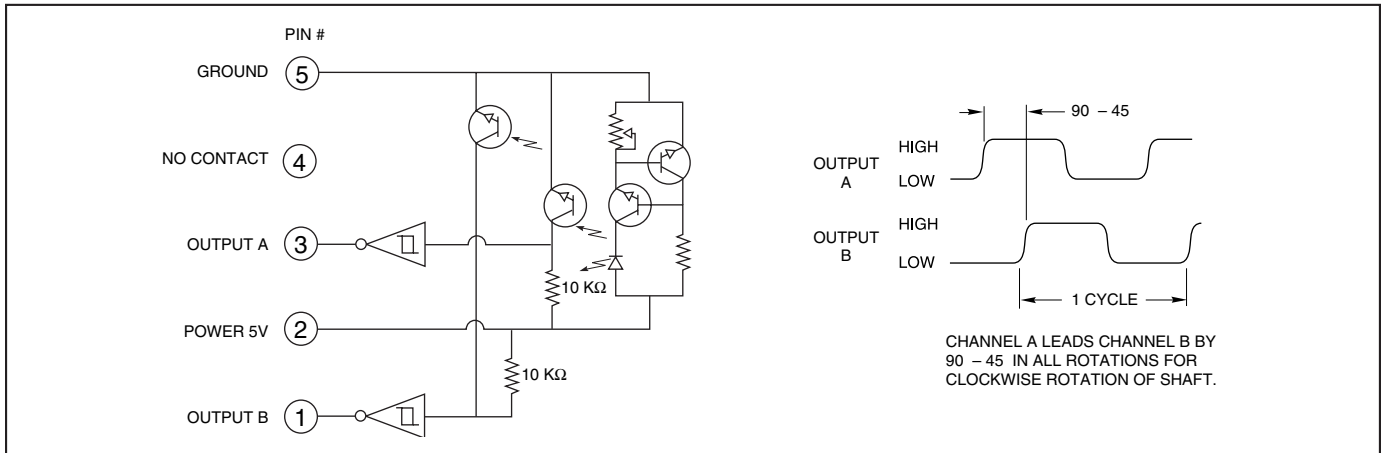 PIN #
GROUND 5
NO CONTACT 4
OUTPUT A 3
POWER 5V 2
OUTPUT B 1
10 KΩ
10 KΩ
90 – 45
OUTPUT
A
HIGH
LOW
OUTPUT
B
HIGH
LOW
1 CYCLE
CHANNEL A LEADS CHANNEL B BY
90 – 45 IN ALL ROTATIONS FOR
CLOCKWISE ROTATION OF SHAFT.